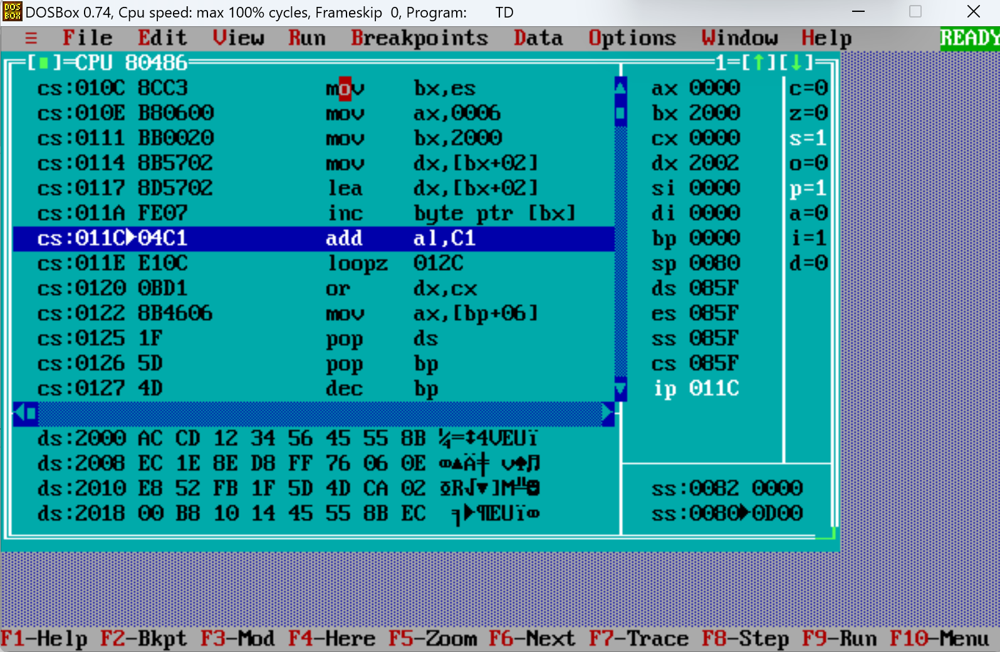 DOSBox 0.74, Cpu speed: max 100% cycles, Frameskip 0, Program: TD
≡ File Edit View Run Breakpoints Data Options Window Help READY
[■]=CPU 80486 1=[↑][↓]
cs:010C 8CC3 mov bx,es ax 0000 c=0
cs:010E B80600 mov ax,0006 bx 2000 z=0
cs:0111 BB0020 mov bx,2000 cx 0000 s=1
cs:0114 8B5702 mov dx,[bx+02] dx 2002 o=0
cs:0117 8D5702 lea dx,[bx+02] si 0000 p=1
cs:011A FE07 inc byte ptr [bx] di 0000 a=0
cs:011C►04C1 add al,C1 bp 0000 i=1
cs:011E E10C loopz 012C sp 0080 d=0
cs:0120 0BD1 or dx,cx ds 085F
cs:0122 8B4606 mov ax,[bp+06] es 085F
cs:0125 1F pop ds ss 085F
cs:0126 5D pop bp cs 085F
cs:0127 4D dec bp ip 011C
ds:2000 AC CD 12 34 56 45 55 8B ¼=↕4VEUï
ds:2008 EC 1E 8E D8 FF 76 06 0E ∞▲Ä╪ v♠♫
ds:2010 E8 52 FB 1F 5D 4D CA 02 ΦR√▼]M╩☻ ss:0082 0000
ds:2018 00 B8 10 14 45 55 8B EC ╕►¶EUï∞ ss:0080►0D00
F1-Help F2-Bkpt F3-Mod F4-Here F5-Zoom F6-Next F7-Trace F8-Step F9-Run F10-Menu